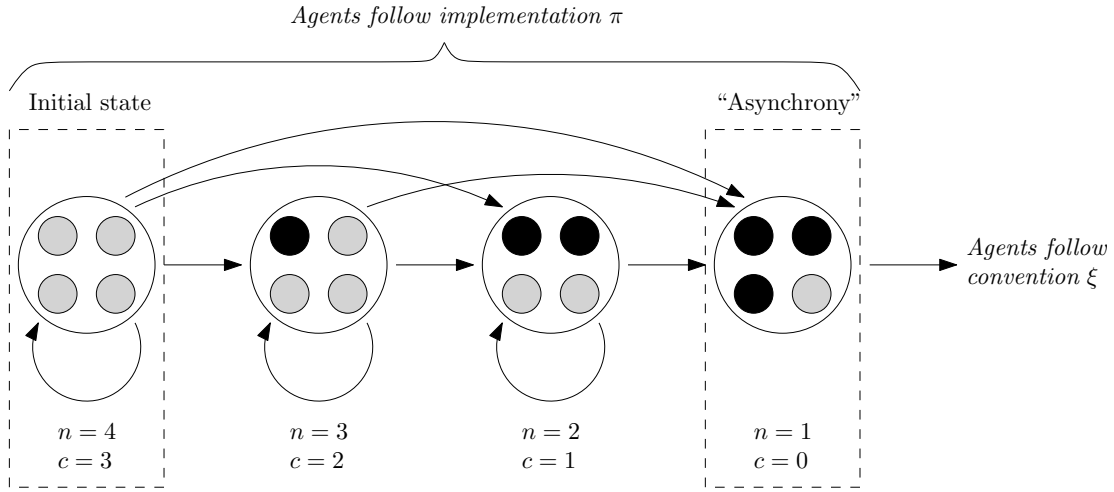 Agents follow implementation π
Initial state
“Asynchrony”
Agents follow
convention ξ
n = 4
c = 3
n = 3
c = 2
n = 2
c = 1
n = 1
c = 0